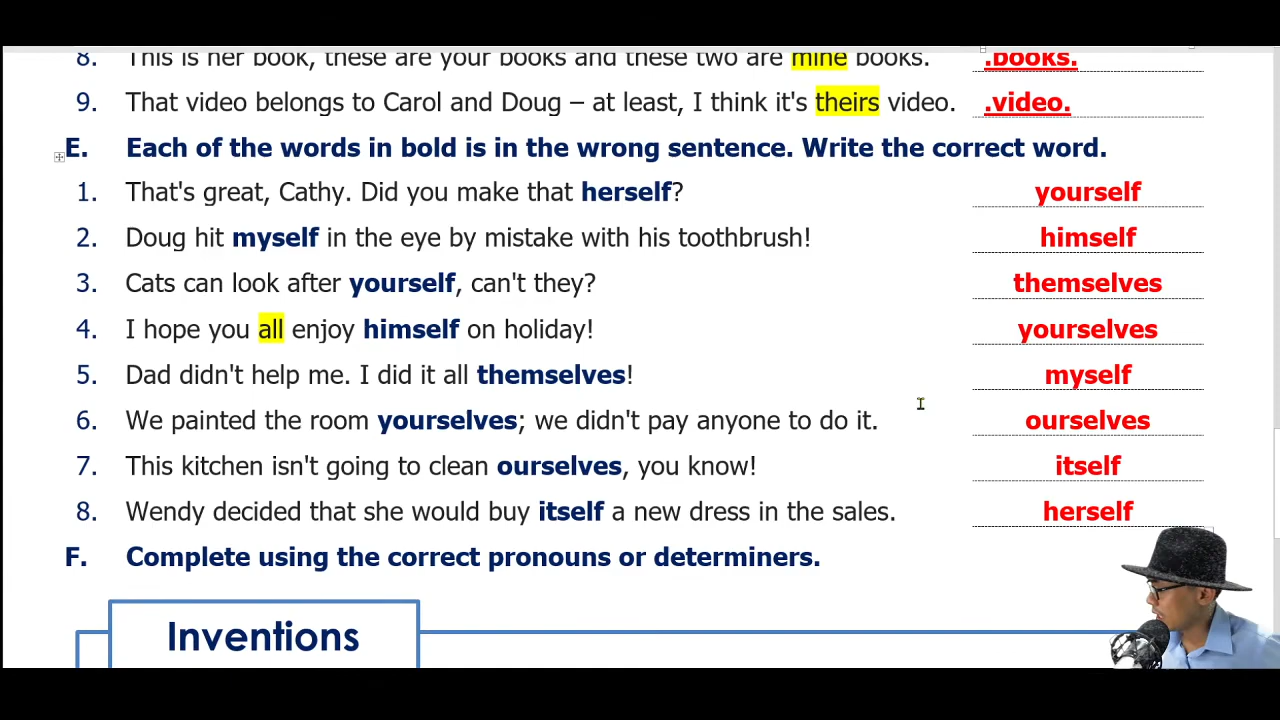 8. This is her book, these are your books and these two are mine books. .books.
9. That video belongs to Carol and Doug – at least, I think it's theirs video. .video.
E. Each of the words in bold is in the wrong sentence. Write the correct word.
1. That's great, Cathy. Did you make that herself? yourself
2. Doug hit myself in the eye by mistake with his toothbrush! himself
3. Cats can look after yourself, can't they? themselves
4. I hope you all enjoy himself on holiday! yourselves
5. Dad didn't help me. I did it all themselves! myself
6. We painted the room yourselves; we didn't pay anyone to do it. ourselves
7. This kitchen isn't going to clean ourselves, you know! itself
8. Wendy decided that she would buy itself a new dress in the sales. herself
F. Complete using the correct pronouns or determiners.
Inventions